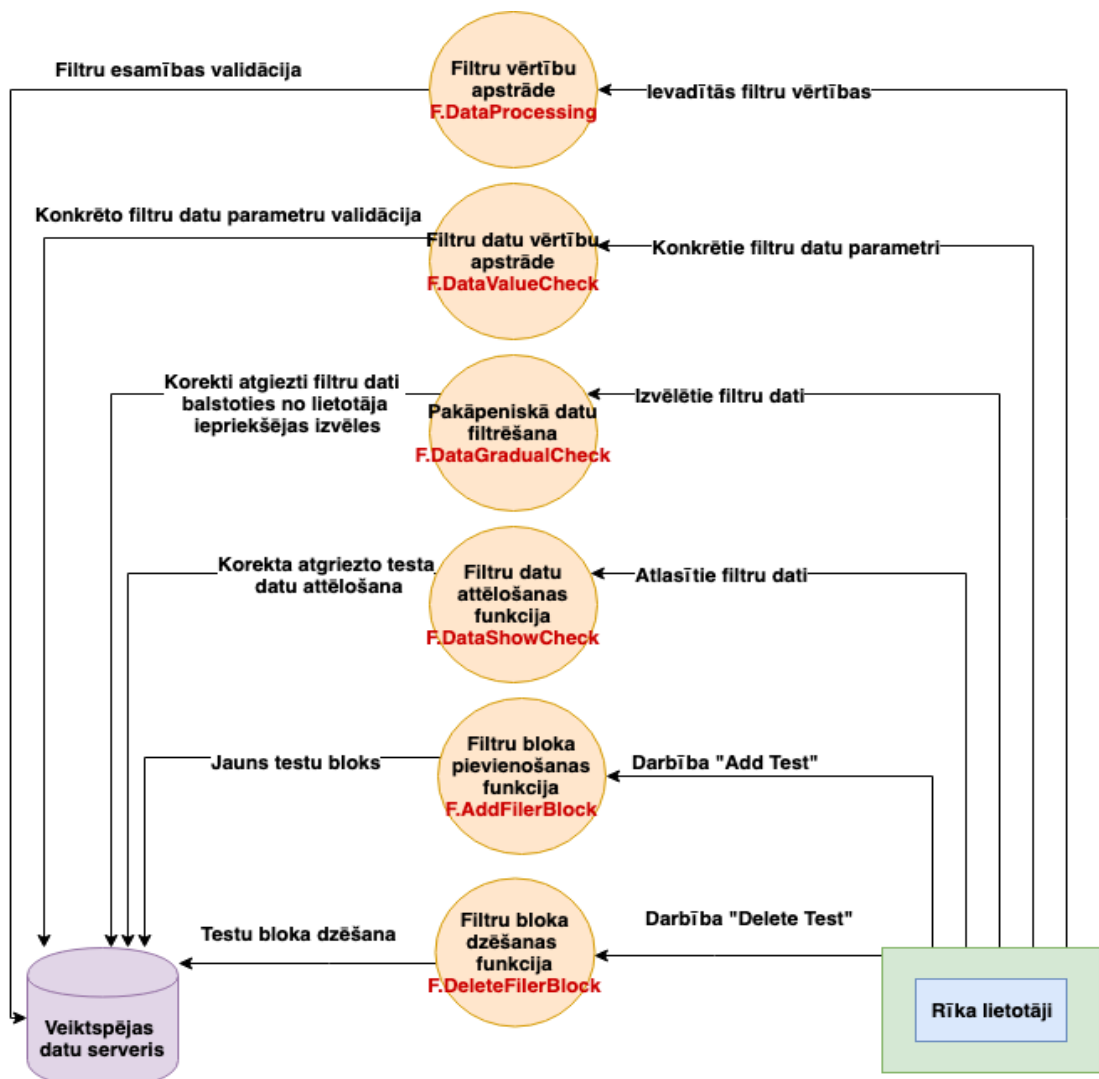 Filtru esamības validācija
Filtru vērtību
apstrāde
F.DataProcessing
Ievadītās filtru vērtības
Konkrēto filtru datu parametru validācija
Filtru datu vērtību
apstrāde
F.DataValueCheck
Konkrētie filtru datu parametri
Korekti atgiezti filtru dati
balstoties no lietotāja
iepriekšējas izvēles
Pakāpeniskā datu
filtrēšana
F.DataGradualCheck
Izvēlētie filtru dati
Korekta atgriezto testa
datu attēlošana
Filtru datu
attēlošanas
funkcija
F.DataShowCheck
Atlasītie filtru dati
Jauns testu bloks
Filtru bloka
pievienošanas
funkcija
F.AddFilerBlock
Darbība "Add Test"
Testu bloka dzēšana
Filtru bloka
dzēšanas
funkcija
F.DeleteFilerBlock
Darbība "Delete Test"
Veiktspējas
datu serveris
Rīka lietotāji